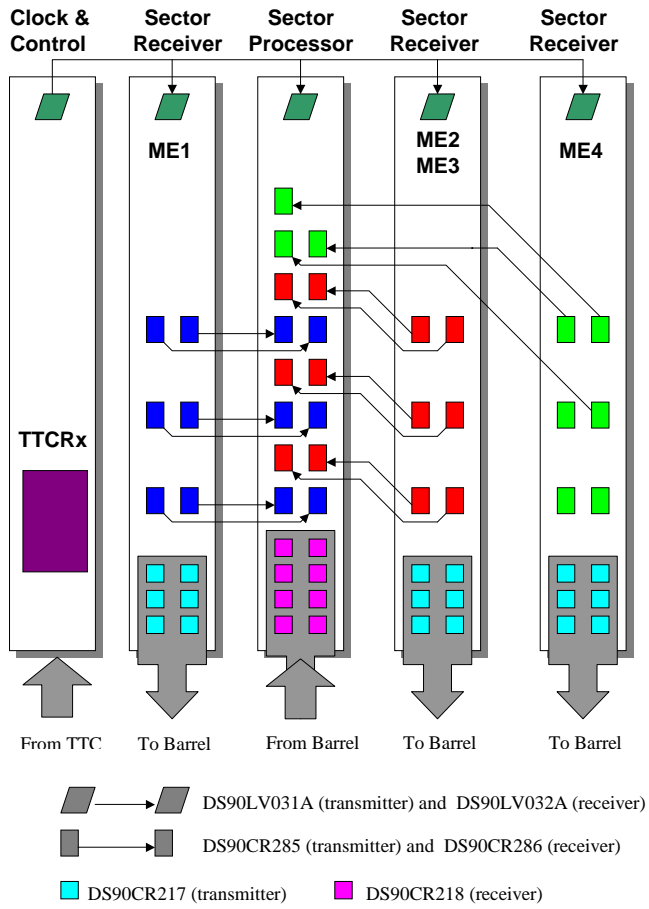 Clock & Control
Sector Receiver
Sector Processor
Sector Receiver
Sector Receiver
ME1
ME2
ME3
ME4
TTCRx
From TTC
To Barrel
From Barrel
To Barrel
To Barrel
DS90LV031A (transmitter) and DS90LV032A (receiver)
DS90CR285 (transmitter) and DS90CR286 (receiver)
DS90CR217 (transmitter)
DS90CR218 (receiver)